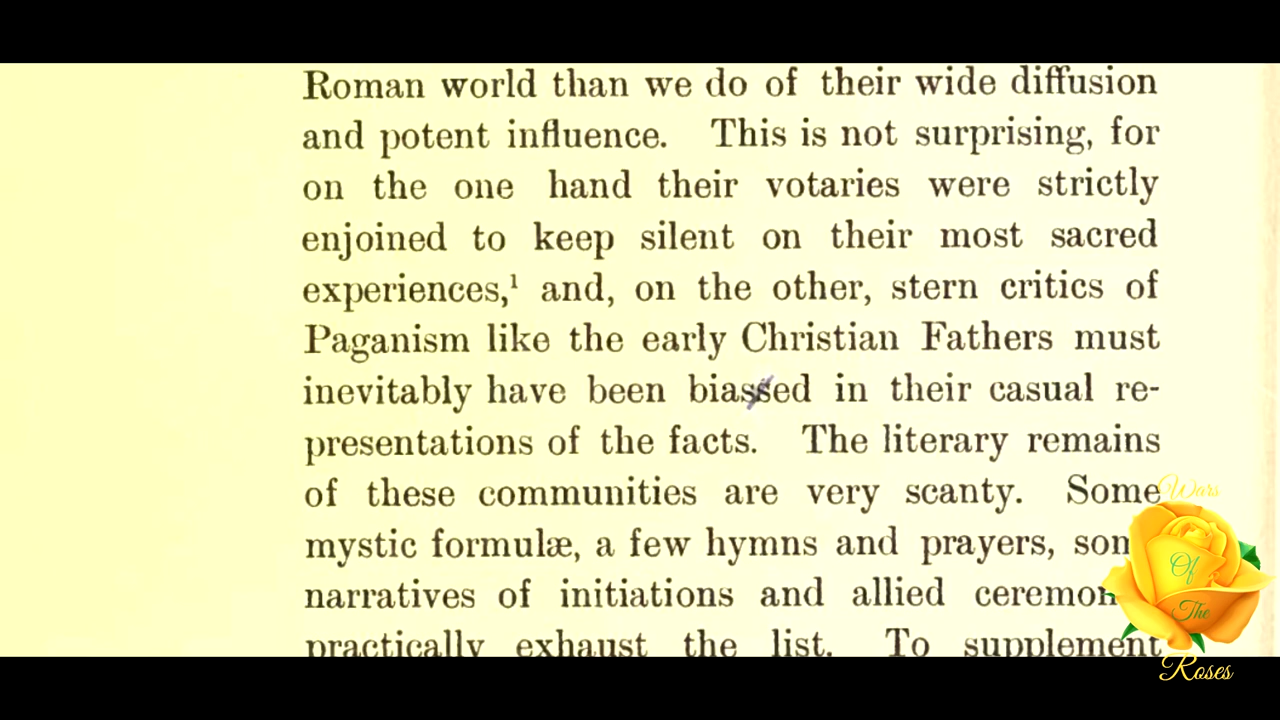 Roman world than we do of their wide diffusion
and potent influence. This is not surprising, for
on the one hand their votaries were strictly
enjoined to keep silent on their most sacred
experiences,¹ and, on the other, stern critics of
Paganism like the early Christian Fathers must
inevitably have been biassed in their casual re-
presentations of the facts. The literary remains
of these communities are very scanty. Some
mystic formulæ, a few hymns and prayers,
narratives of initiations and allied
practically exhaust the list. To supplement
Wars
Of
The
Roses